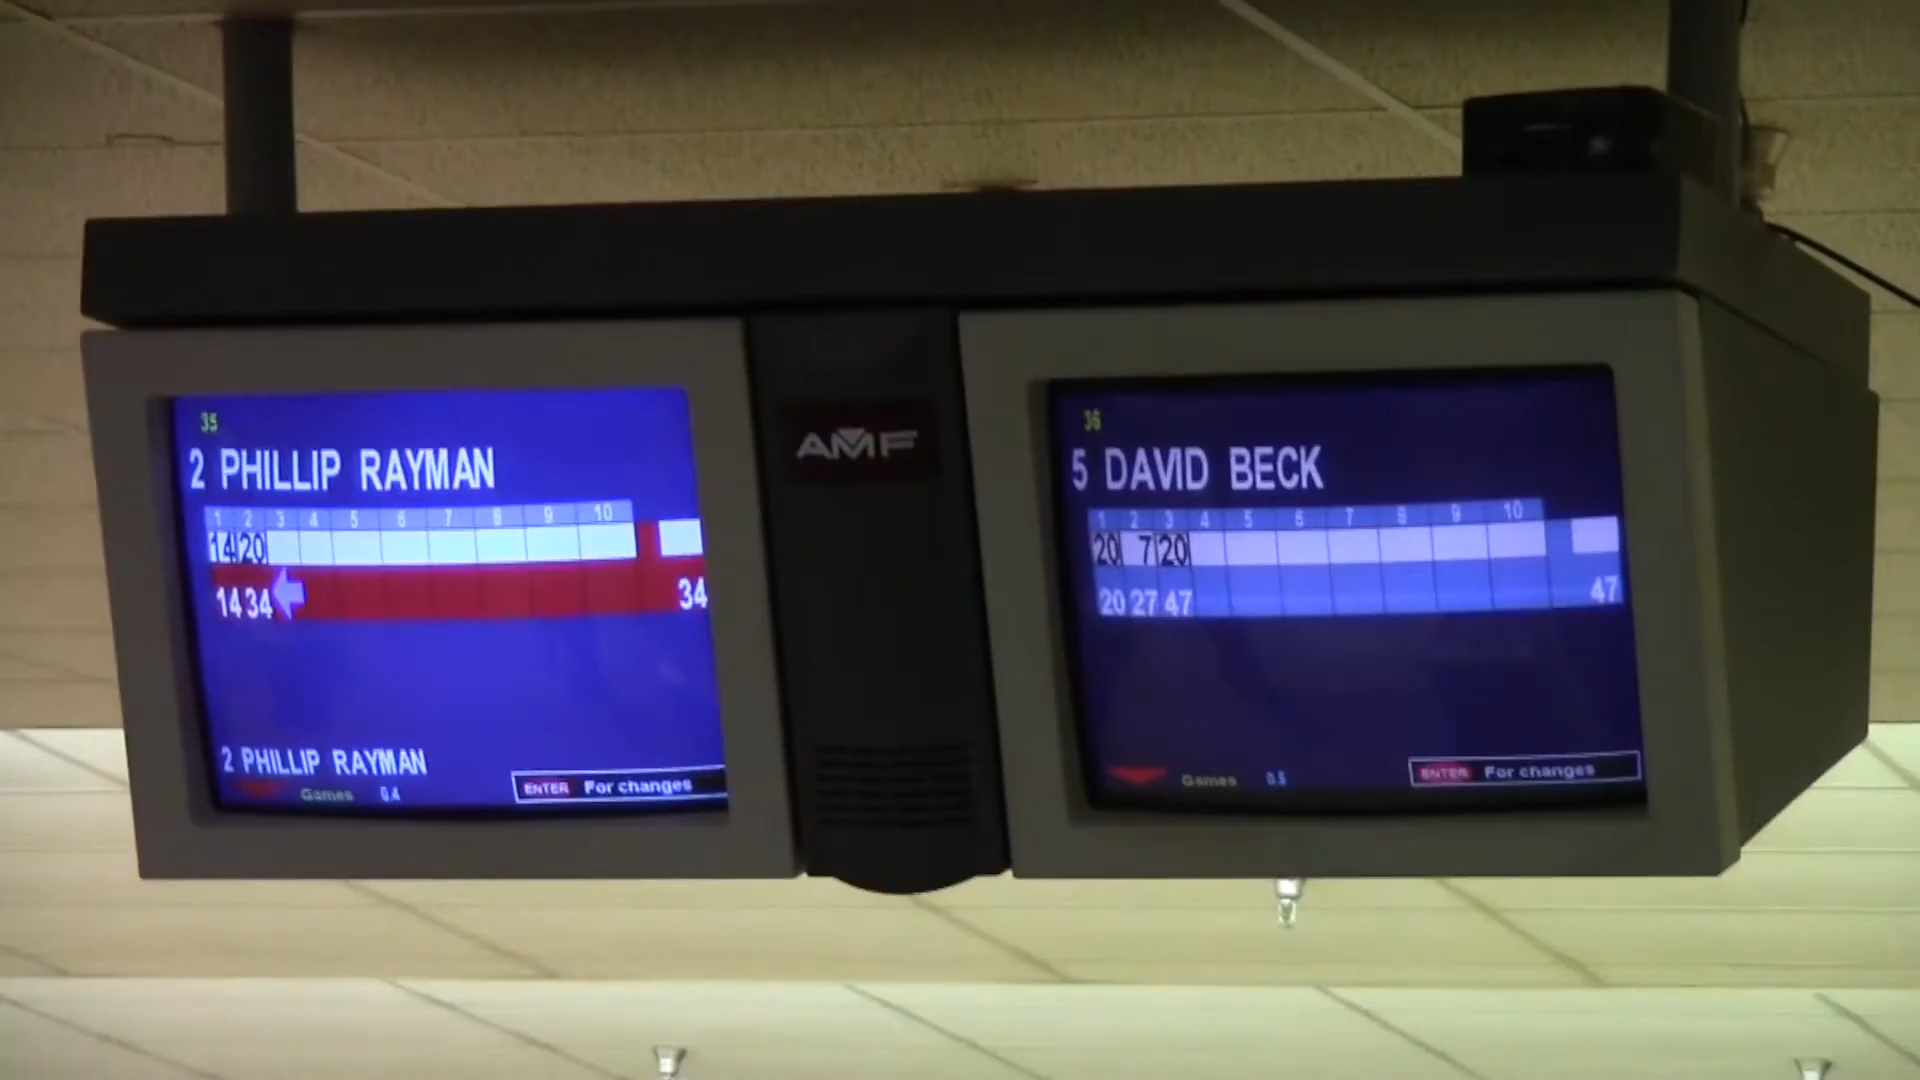 35
2 PHILLIP RAYMAN
1 2 3 4 5 6 7 8 9 10
14 20
14 34 34
2 PHILLIP RAYMAN
Games 0.4
ENTER For changes
AMF
36
5 DAVID BECK
1 2 3 4 5 6 7 8 9 10
20 7 20
20 27 47 47
Games 0.5
ENTER For changes